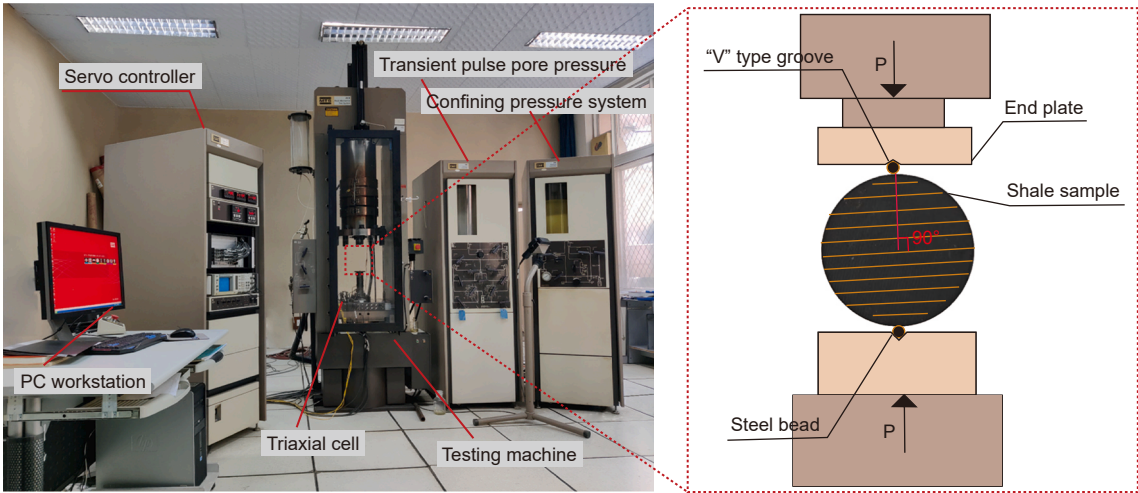 Servo controller
Transient pulse pore pressure
Confining pressure system
PC workstation
Triaxial cell
Testing machine
“V” type groove
P
End plate
Shale sample
90°
Steel bead
P